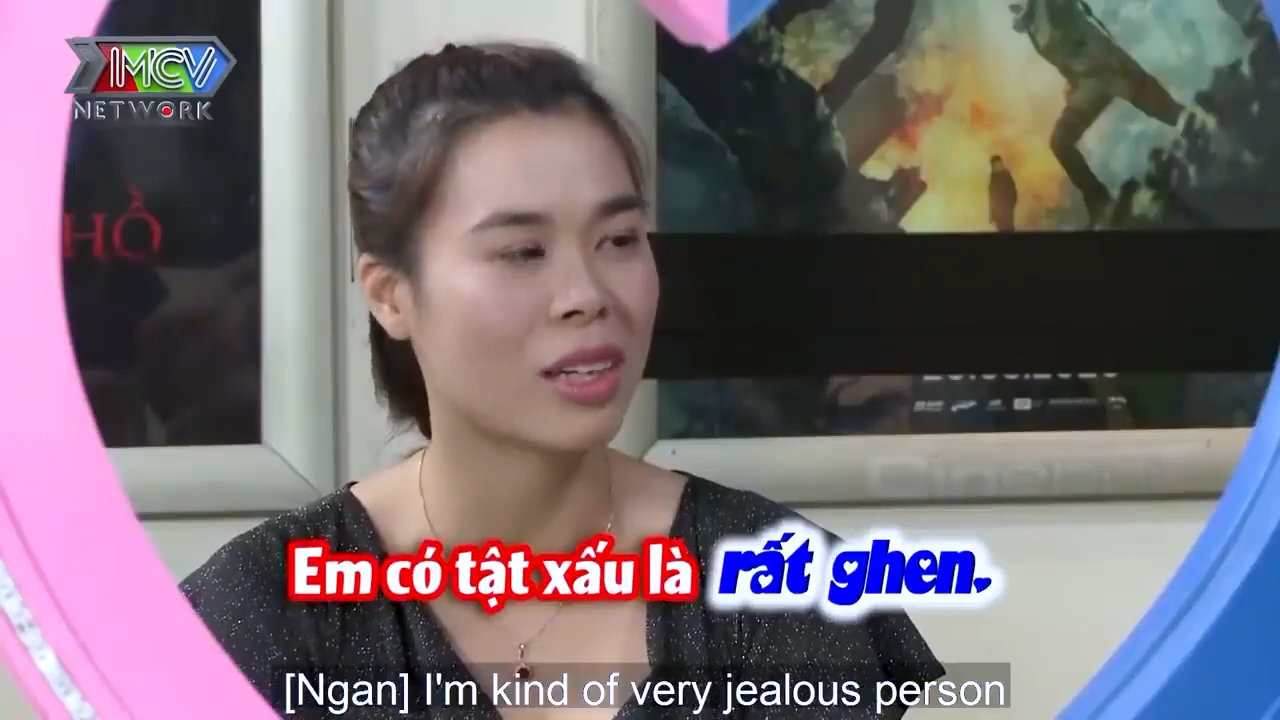 MCV
NETWORK
HỒ
Em có tật xấu là rất ghen.
[Ngan] I'm kind of very jealous person